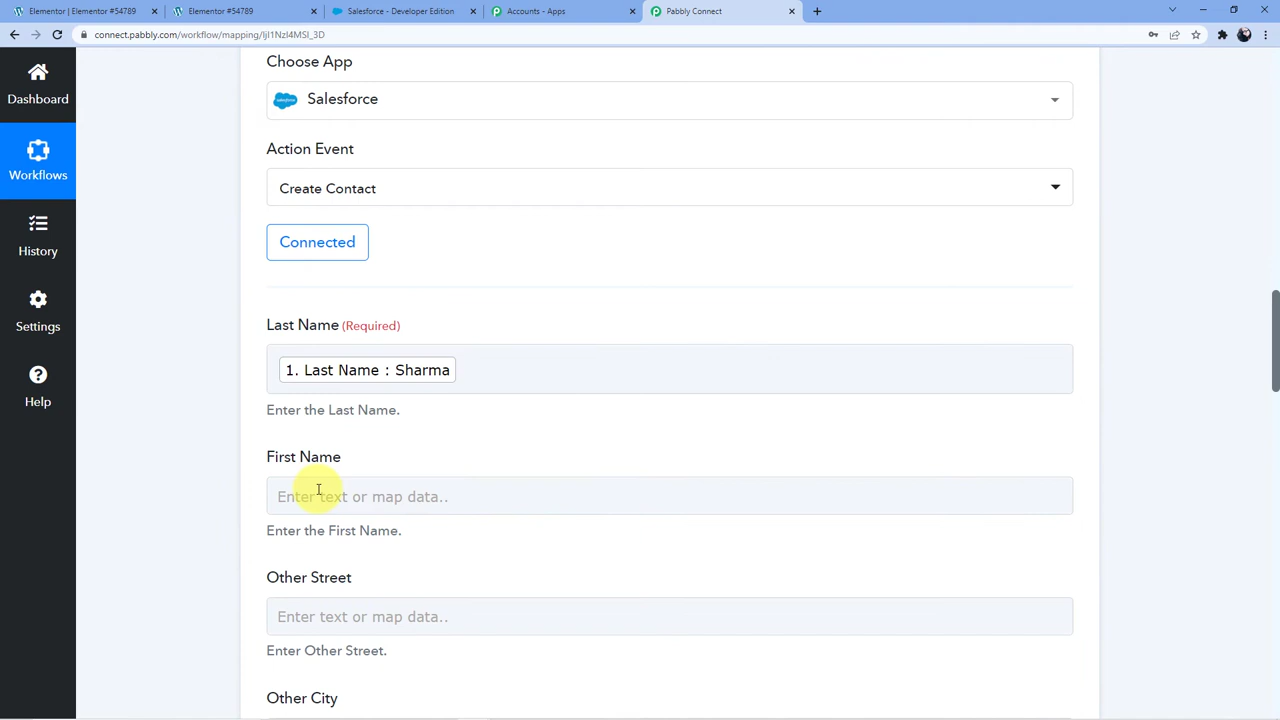 Elementor | Elementor #54789
Elementor #54789
Salesforce - Developer Edition
Accounts - Apps
Pabbly Connect
connect.pabbly.com/workflow/mapping/IjI1NzI4MSI_3D
Choose App
Salesforce
Dashboard
Action Event
Create Contact
Workflows
Connected
History
Last Name (Required)
Settings
1. Last Name : Sharma
Help
Enter the Last Name.
First Name
Enter text or map data..
Enter the First Name.
Other Street
Enter text or map data..
Enter Other Street.
Other City